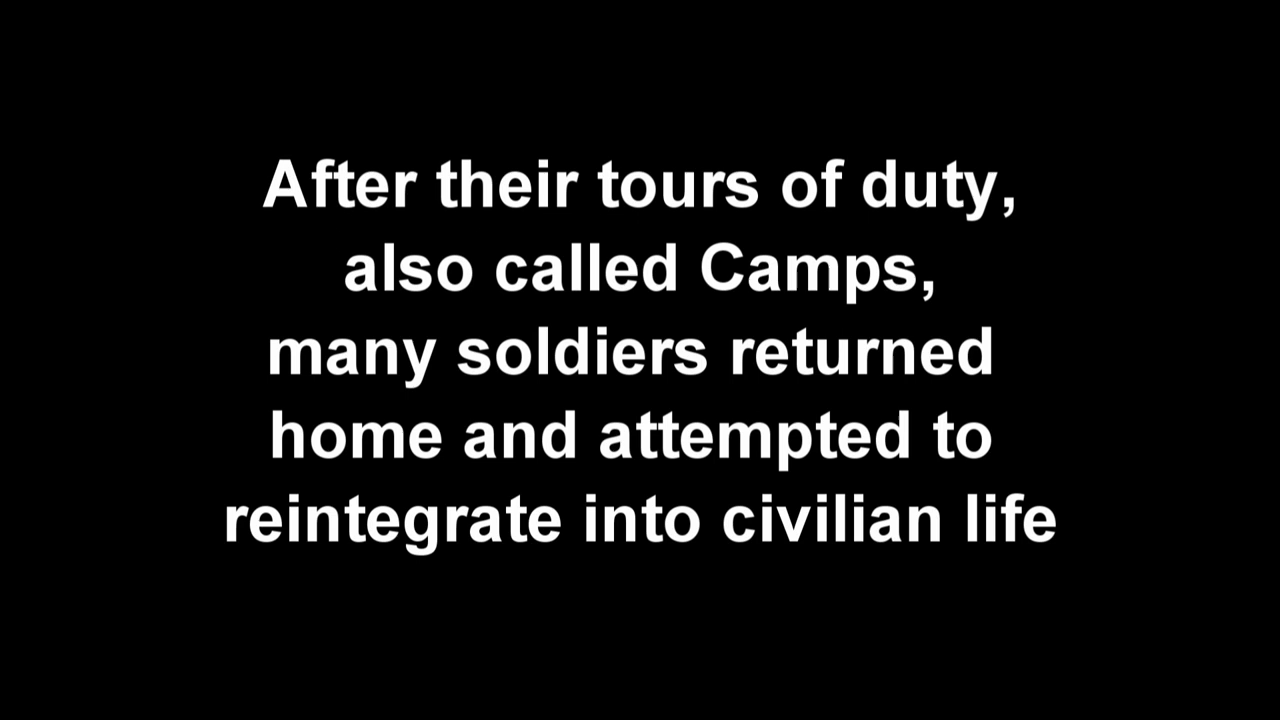 After their tours of duty,
also called Camps,
many soldiers returned
home and attempted to
reintegrate into civilian life